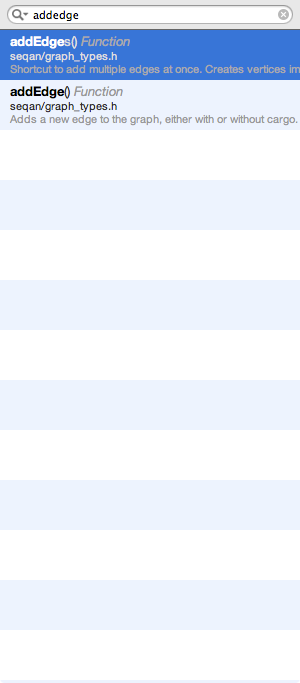 addedge
addEdges() Function
seqan/graph_types.h
Shortcut to add multiple edges at once. Creates vertices im
addEdge() Function
seqan/graph_types.h
Adds a new edge to the graph, either with or without cargo.